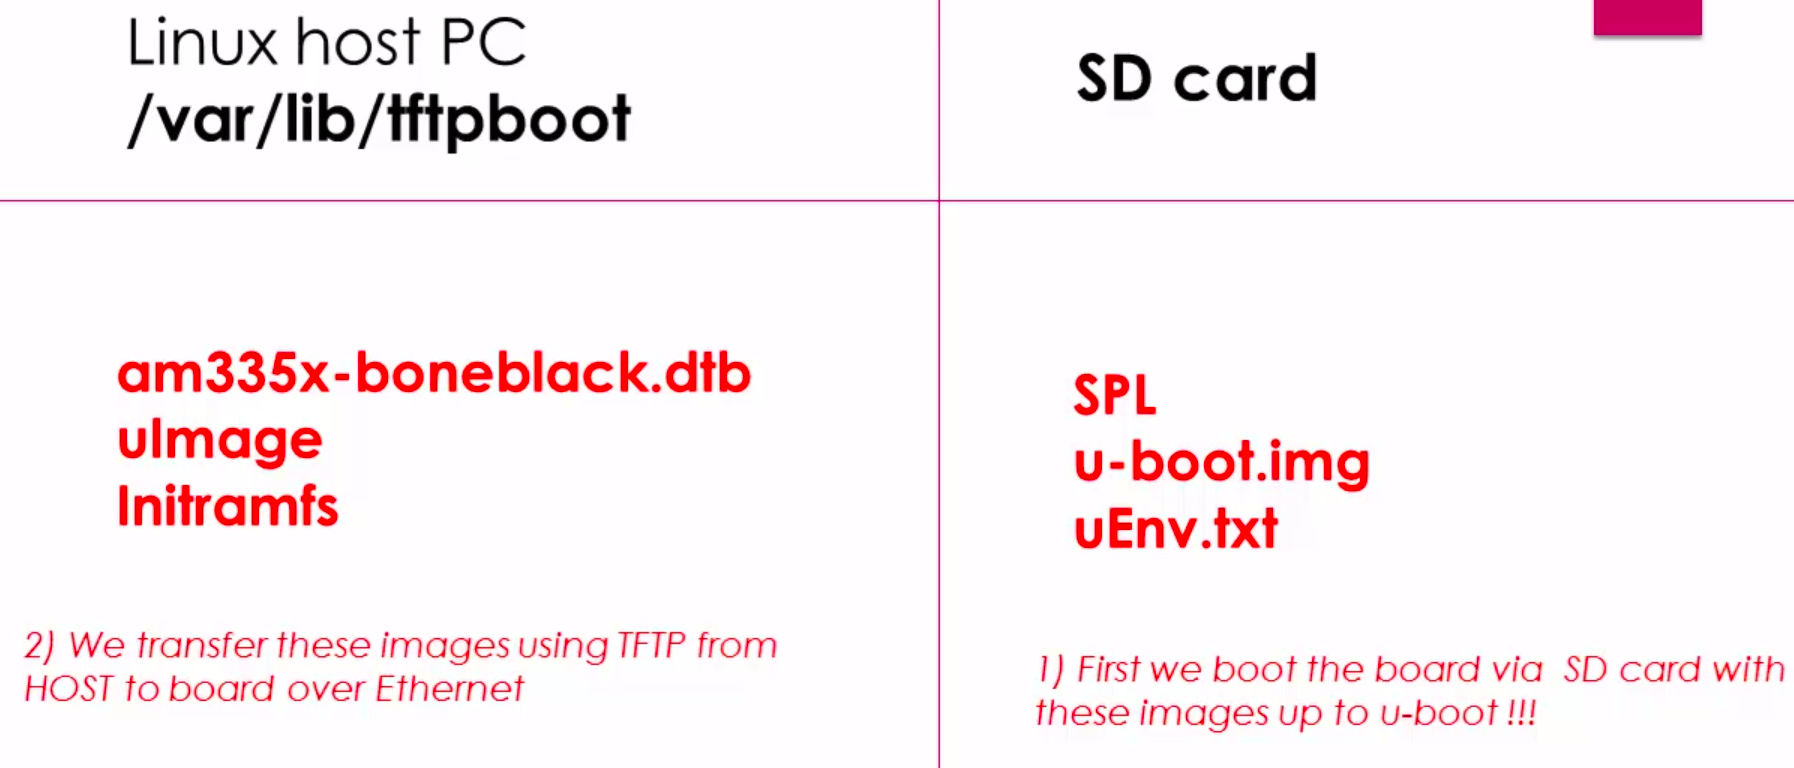 Linux host PC
/var/lib/tftpboot
SD card
am335x-boneblack.dtb
uImage
Initramfs
2) We transfer these images using TFTP from
HOST to board over Ethernet
SPL
u-boot.img
uEnv.txt
1) First we boot the board via SD card with
these images up to u-boot !!!